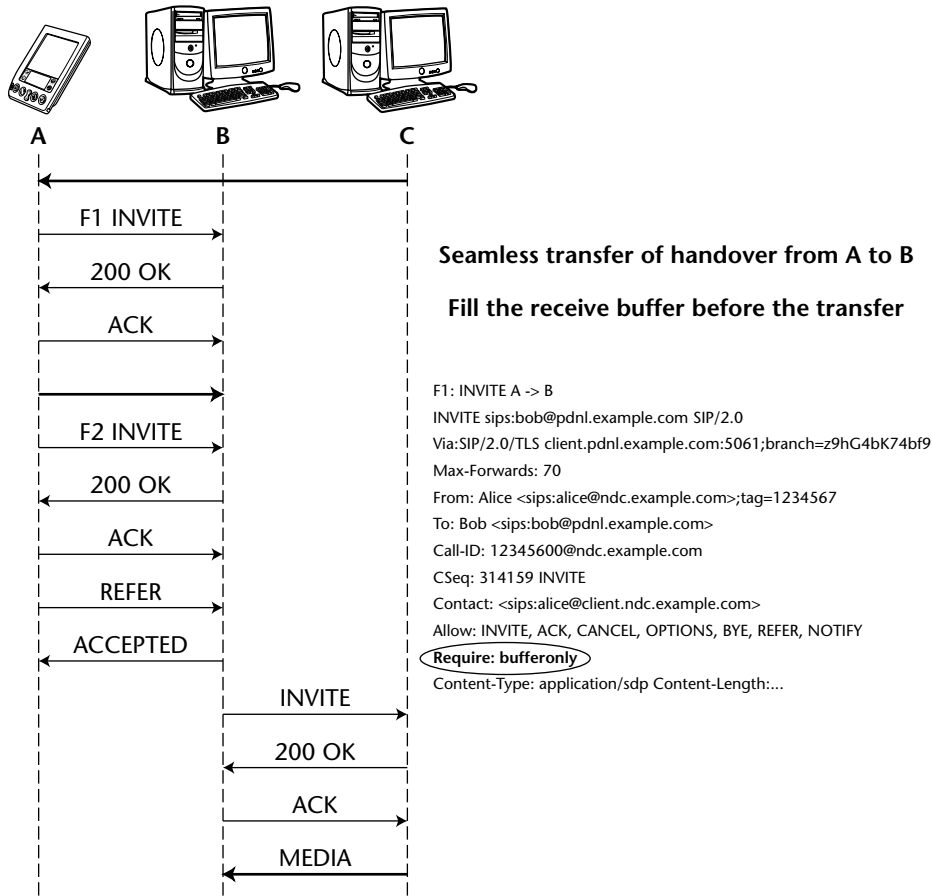 A B C
F1 INVITE
200 OK
ACK
F2 INVITE
200 OK
ACK
REFER
ACCEPTED
INVITE
200 OK
ACK
MEDIA
Seamless transfer of handover from A to B
Fill the receive buffer before the transfer
F1: INVITE A -> B
INVITE sips:bob@pdnl.example.com SIP/2.0
Via:SIP/2.0/TLS client.pdnl.example.com:5061;branch=z9hG4bK74bf9
Max-Forwards: 70
From: Alice <sips:alice@ndc.example.com>;tag=1234567
To: Bob <sips:bob@pdnl.example.com>
Call-ID: 12345600@ndc.example.com
CSeq: 314159 INVITE
Contact: <sips:alice@client.ndc.example.com>
Allow: INVITE, ACK, CANCEL, OPTIONS, BYE, REFER, NOTIFY
Require: bufferonly
Content-Type: application/sdp Content-Length:...